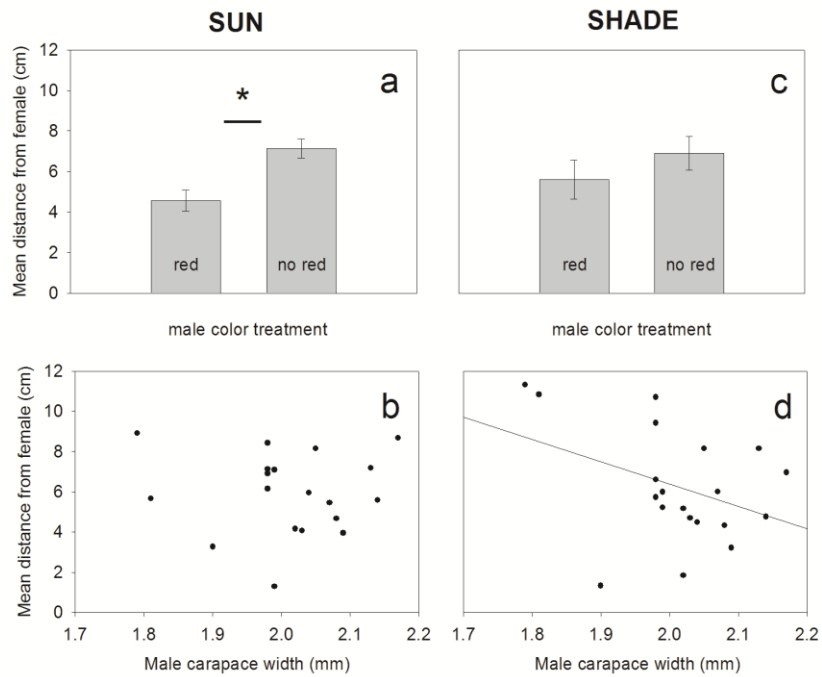 SUN
SHADE
12
10
8
6
4
2
0
Mean distance from female (cm)
a
*
red
no red
male color treatment
c
red
no red
male color treatment
12
10
8
6
4
2
0
Mean distance from female (cm)
b
1.7 1.8 1.9 2.0 2.1 2.2
Male carapace width (mm)
d
1.7 1.8 1.9 2.0 2.1 2.2
Male carapace width (mm)